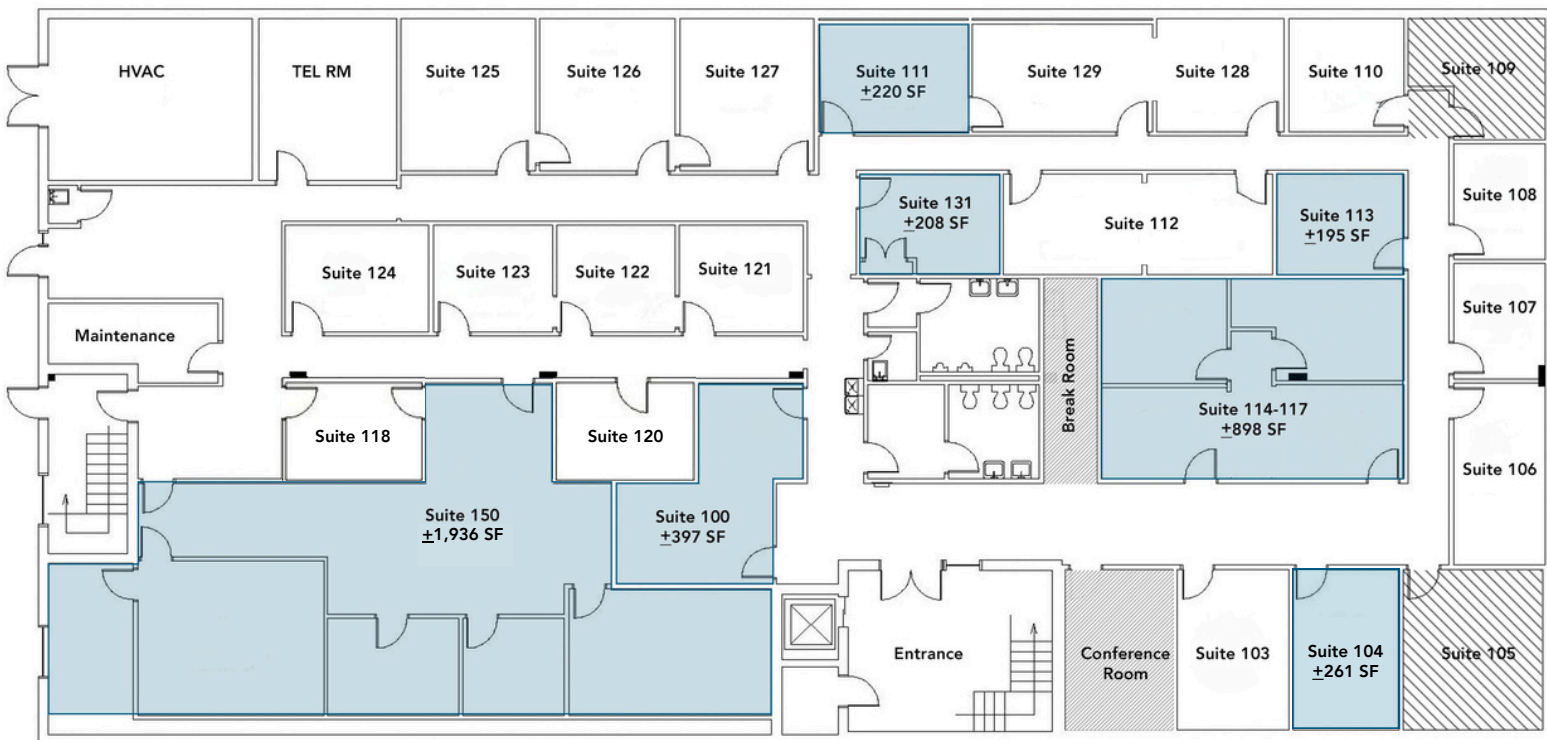 HVAC
TEL RM
Suite 125
Suite 126
Suite 127
Suite 111
±220 SF
Suite 129
Suite 128
Suite 110
Suite 109
Suite 131
±208 SF
Suite 112
Suite 113
±195 SF
Suite 108
Suite 124
Suite 123
Suite 122
Suite 121
Suite 107
Maintenance
Break Room
Suite 114-117
±898 SF
Suite 118
Suite 120
Suite 106
Suite 150
±1,936 SF
Suite 100
±397 SF
Entrance
Conference
Room
Suite 103
Suite 104
±261 SF
Suite 105